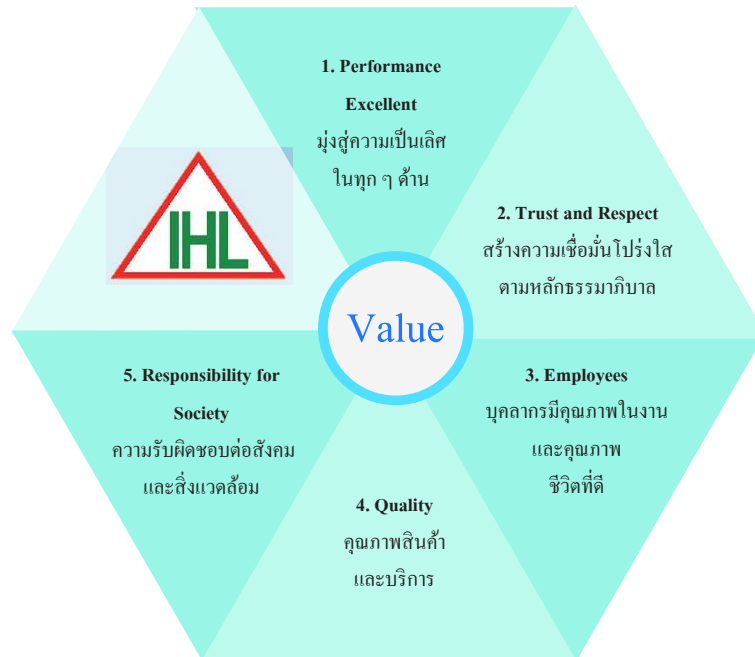 1. Performance
Excellent
มุ่งสู่ความเป็นเลิศ
ในทุก ๆ ด้าน
IHL
2. Trust and Respect
สร้างความเชื่อมั่นโปร่งใส
ตามหลักธรรมาภิบาล
Value
3. Employees
บุคลากรมีคุณภาพในงาน
และคุณภาพ
ชีวิตที่ดี
4. Quality
คุณภาพสินค้า
และบริการ
5. Responsibility for
Society
ความรับผิดชอบต่อสังคม
และสิ่งแวดล้อม